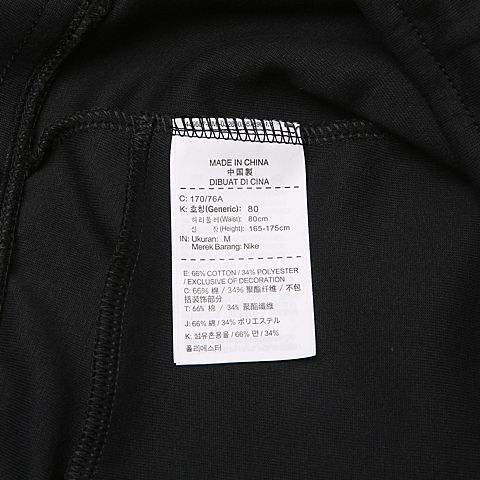 MADE IN CHINA
中国製
DIBUAT DI CINA
C: 170/76A
K: 호칭(Generic): 80
허리둘레(Waist): 80cm
신 장(Height): 165-175cm
IN: Ukuran: M
Merek Barang: Nike
E: 66% COTTON / 34% POLYESTER
/ EXCLUSIVE OF DECORATION
C: 66% 棉 / 34% 聚酯纤维 / 不包
括装饰部分
T: 66% 棉 / 34% 聚酯纖維
J: 66% 綿 / 34% ポリエステル
K: 섬유혼용율 / 66% 면 / 34%
폴리에스터